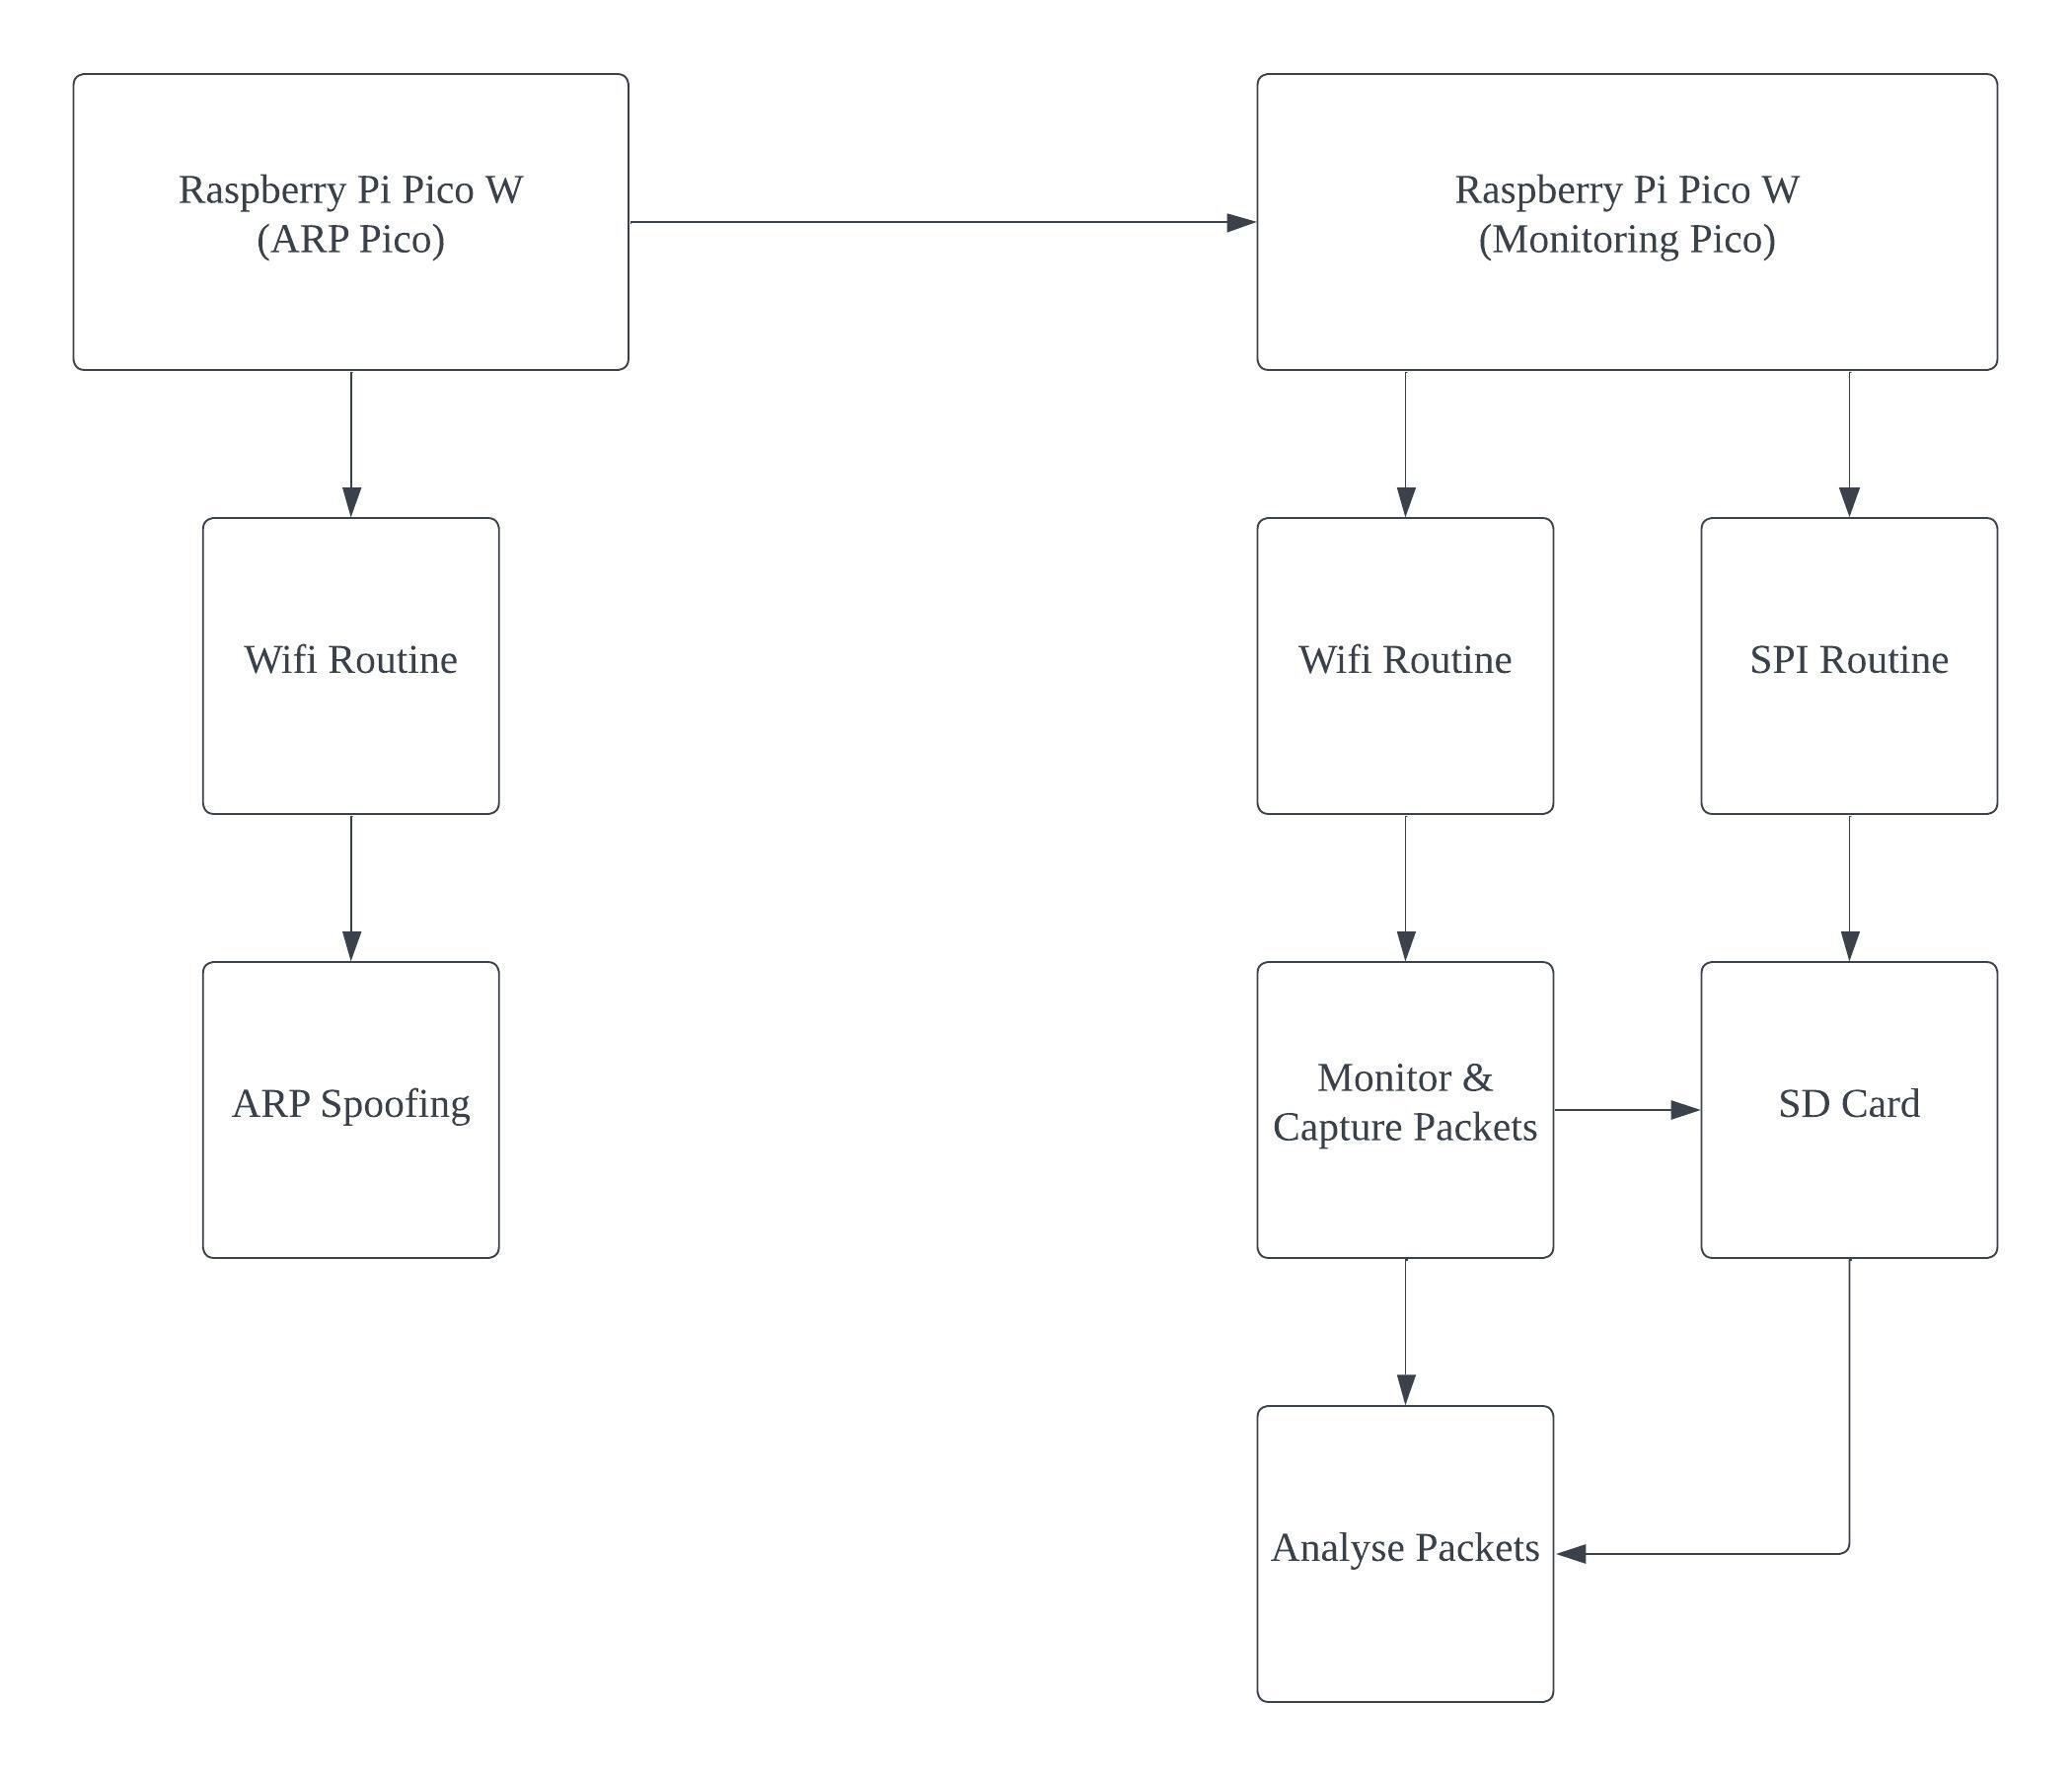 Raspberry Pi Pico W
(ARP Pico)
Raspberry Pi Pico W
(Monitoring Pico)
Wifi Routine
Wifi Routine
SPI Routine
ARP Spoofing
Monitor &
Capture Packets
SD Card
Analyse Packets